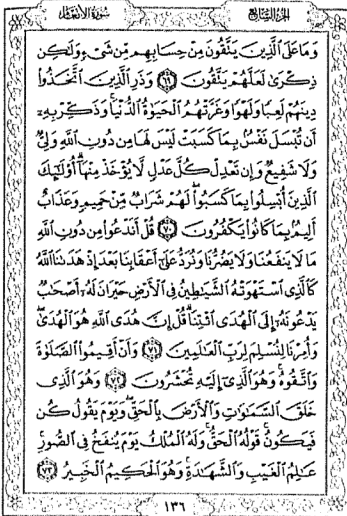 الجزء السابع
سورة الأنعام
وَمَا عَلَى الَّذِينَ يَتَّقُونَ مِنْ حِسَابِهِم مِّن شَىْءٍ وَلَٰكِن
ذِكْرَىٰ لَعَلَّهُمْ يَتَّقُونَ ٦٩ وَذَرِ الَّذِينَ اتَّخَذُوا
دِينَهُمْ لَعِبًا وَلَهْوًا وَغَرَّتْهُمُ الْحَيَوٰةُ الدُّنْيَا وَذَكِّرْ بِهِ
أَن تُبْسَلَ نَفْسٌ بِمَا كَسَبَتْ لَيْسَ لَهَا مِن دُونِ اللَّهِ وَلِىٌّ
وَلَا شَفِيعٌ وَإِن تَعْدِلْ كُلَّ عَدْلٍ لَّا يُؤْخَذْ مِنْهَا أُولَٰئِكَ
الَّذِينَ أُبْسِلُوا بِمَا كَسَبُوا لَهُمْ شَرَابٌ مِّنْ حَمِيمٍ وَعَذَابٌ
أَلِيمٌ بِمَا كَانُوا يَكْفُرُونَ ٧٠ قُلْ أَنَدْعُوا مِن دُونِ اللَّهِ
مَا لَا يَنفَعُنَا وَلَا يَضُرُّنَا وَنُرَدُّ عَلَىٰ أَعْقَابِنَا بَعْدَ إِذْ هَدَىٰنَا اللَّهُ
كَالَّذِى اسْتَهْوَتْهُ الشَّيَاطِينُ فِى الْأَرْضِ حَيْرَانَ لَهُ أَصْحَابٌ
يَدْعُونَهُ إِلَى الْهُدَى ائْتِنَا قُلْ إِنَّ هُدَى اللَّهِ هُوَ الْهُدَىٰ
وَأُمِرْنَا لِنُسْلِمَ لِرَبِّ الْعَالَمِينَ ٧١ وَأَنْ أَقِيمُوا الصَّلَوٰةَ
وَاتَّقُوهُ وَهُوَ الَّذِى إِلَيْهِ تُحْشَرُونَ ٧٢ وَهُوَ الَّذِى
خَلَقَ السَّمَٰوَاتِ وَالْأَرْضَ بِالْحَقِّ وَيَوْمَ يَقُولُ كُن
فَيَكُونُ قَوْلُهُ الْحَقُّ وَلَهُ الْمُلْكُ يَوْمَ يُنفَخُ فِى الصُّورِ
عَالِمُ الْغَيْبِ وَالشَّهَادَةِ وَهُوَ الْحَكِيمُ الْخَبِيرُ ٧٣
١٣٦